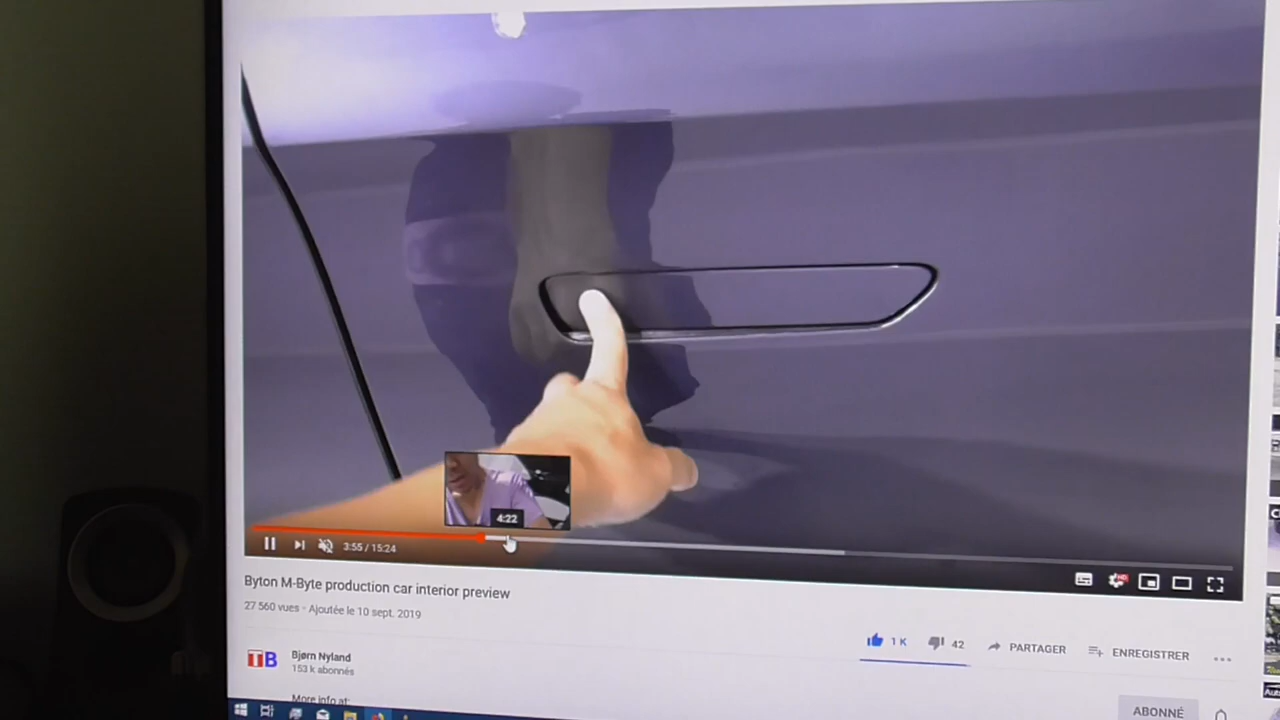 4:22
3:55 / 15:24
HD
Byton M-Byte production car interior preview
27 560 vues · Ajoutée le 10 sept. 2019
1 K
42
PARTAGER
ENREGISTRER
TB
Bjørn Nyland
153 k abonnés
More info at:
ABONNÉ